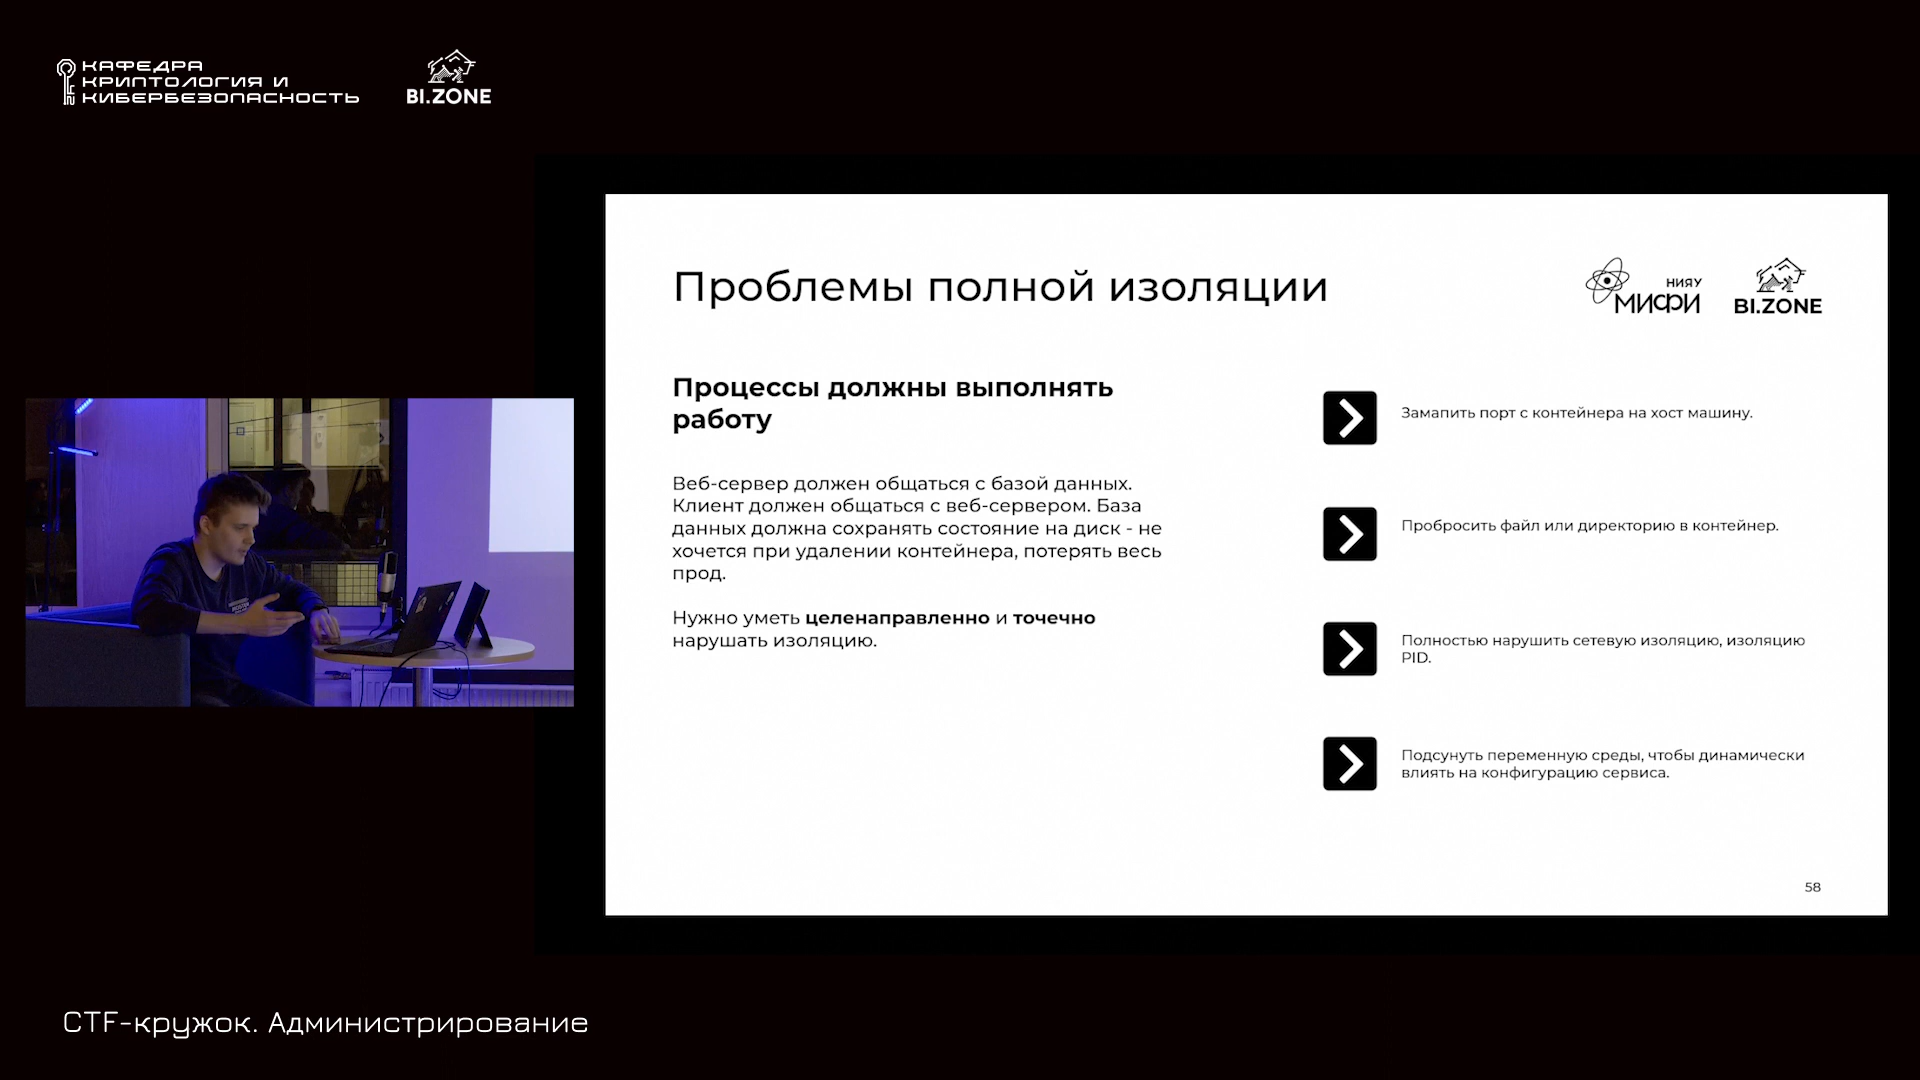 КАФЕДРА
КРИПТОЛОГИЯ И
КИБЕРБЕЗОПАСНОСТЬ
BI.ZONE
Проблемы полной изоляции
НИЯУ
МИФИ
BI.ZONE
Процессы должны выполнять
работу
Веб-сервер должен общаться с базой данных.
Клиент должен общаться с веб-сервером. База
данных должна сохранять состояние на диск - не
хочется при удалении контейнера, потерять весь
прод.
Нужно уметь целенаправленно и точечно
нарушать изоляцию.
Замапить порт с контейнера на хост машину.
Пробросить файл или директорию в контейнер.
Полностью нарушить сетевую изоляцию, изоляцию
PID.
Подсунуть переменную среды, чтобы динамически
влиять на конфигурацию сервиса.
58
CTF-кружок. Администрирование